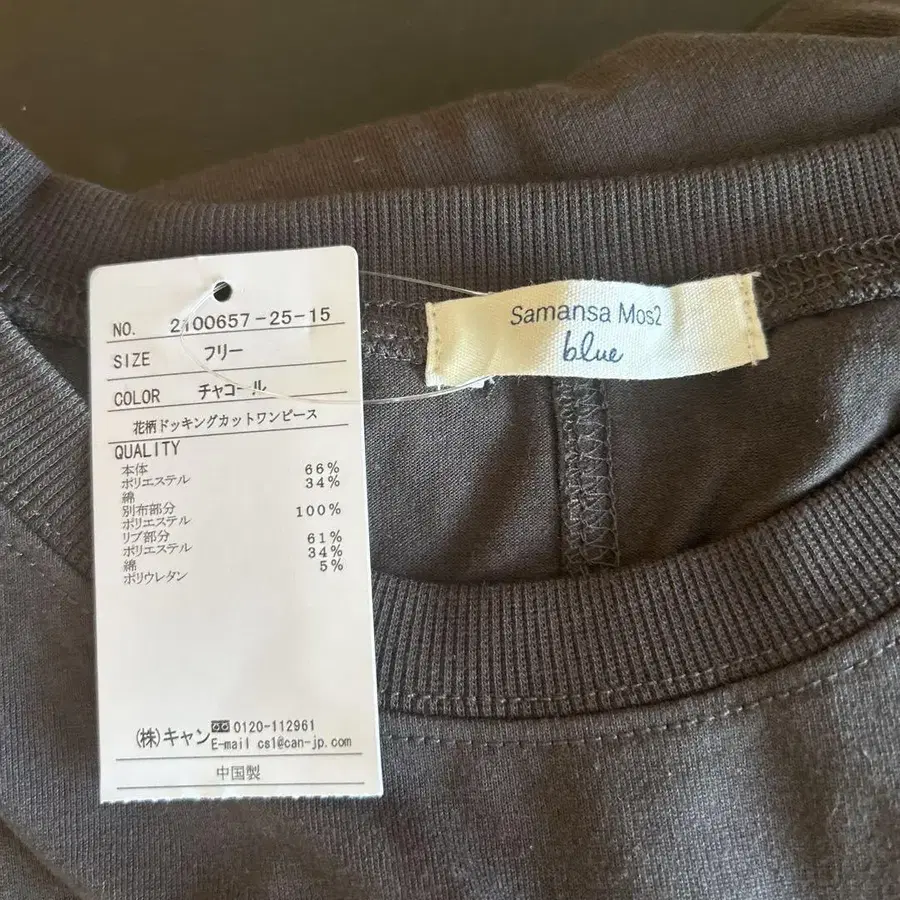 NO. 2100657-25-15
SIZE フリー
COLOR チャコール
花柄ドッキングカットワンピース
QUALITY
本体
ポリエステル 66%
綿 34%
別布部分
ポリエステル 100%
リブ部分
ポリエステル 61%
綿 34%
ポリウレタン 5%
(株)キャン 0120-112961
E-mail cs1@can-jp.com
中国製
Samansa Mos2
blue